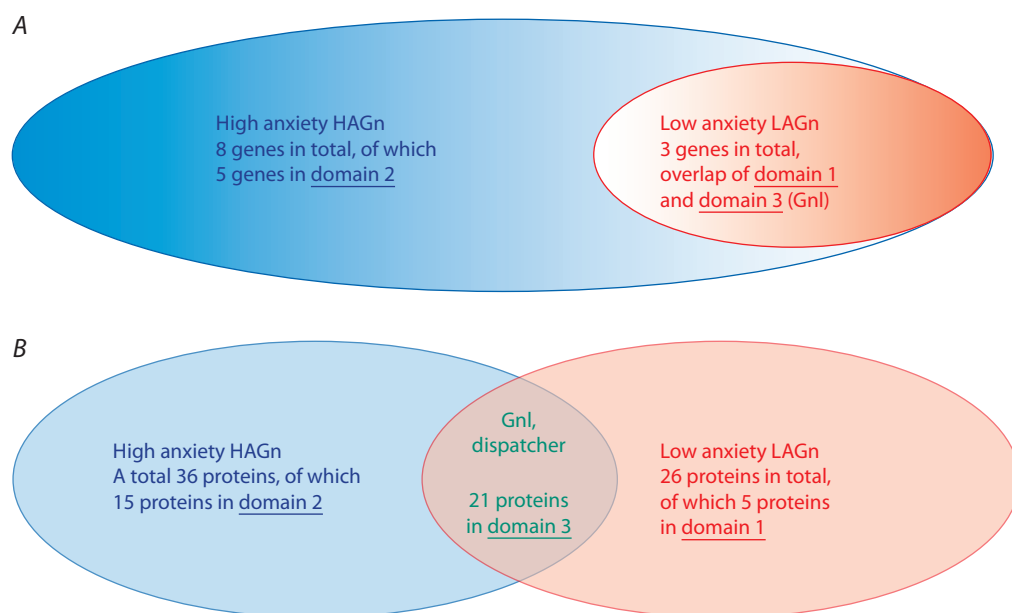 A
High anxiety HAGn
8 genes in total, of which
5 genes in domain 2
Low anxiety LAGn
3 genes in total,
overlap of domain 1
and domain 3 (Gnl)
B
High anxiety HAGn
A total 36 proteins, of which
15 proteins in domain 2
Gnl,
dispatcher
21 proteins
in domain 3
Low anxiety LAGn
26 proteins in total,
of which 5 proteins
in domain 1